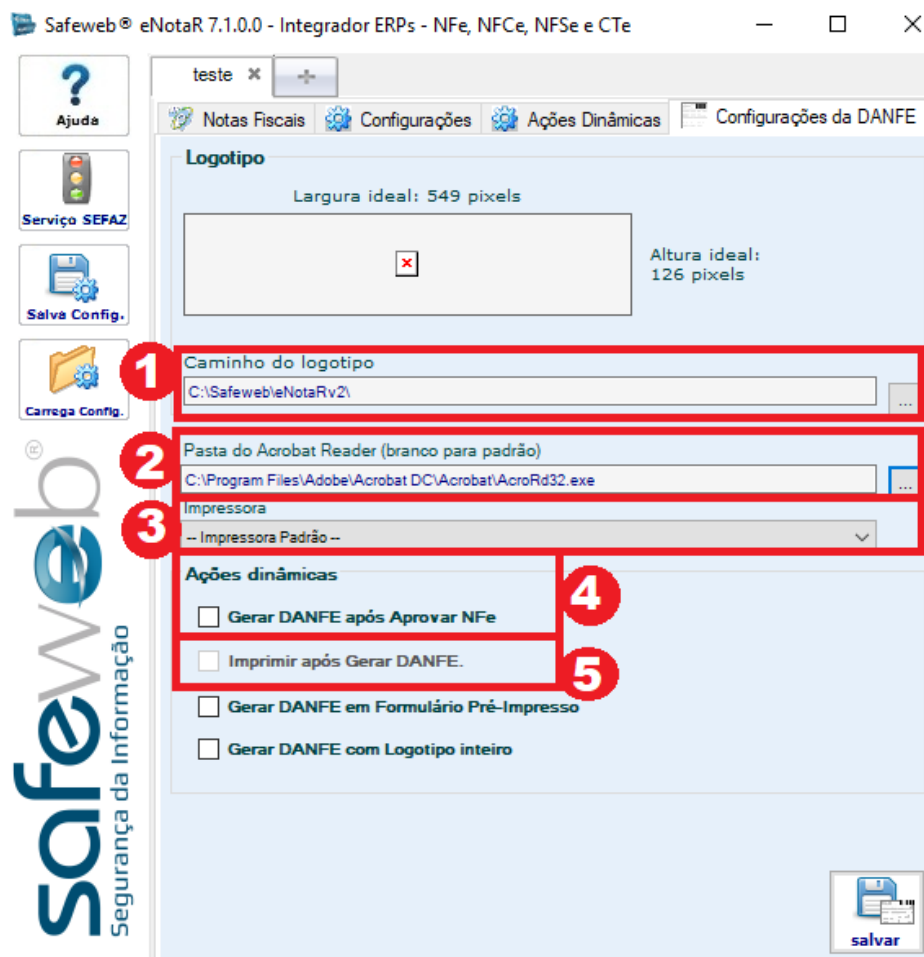 Safeweb® eNotaR 7.1.0.0 - Integrador ERPs - NFe, NFCe, NFSe e CTe
teste
Ajuda
Notas Fiscais
Configurações
Ações Dinâmicas
Configurações da DANFE
Serviço SEFAZ
Salva Config.
Carrega Config.
Logotipo
Largura ideal: 549 pixels
Altura ideal:
126 pixels
1
Caminho do logotipo
C:\Safeweb\eNotaRv2\
...
2
Pasta do Acrobat Reader (branco para padrão)
C:\Program Files\Adobe\Acrobat DC\Acrobat\AcroRd32.exe
...
3
Impressora
-- Impressora Padrão --
Ações dinâmicas
4
Gerar DANFE após Aprovar NFe
Imprimir após Gerar DANFE.
5
Gerar DANFE em Formulário Pré-Impresso
Gerar DANFE com Logotipo inteiro
safeweb®
Segurança da Informação
salvar